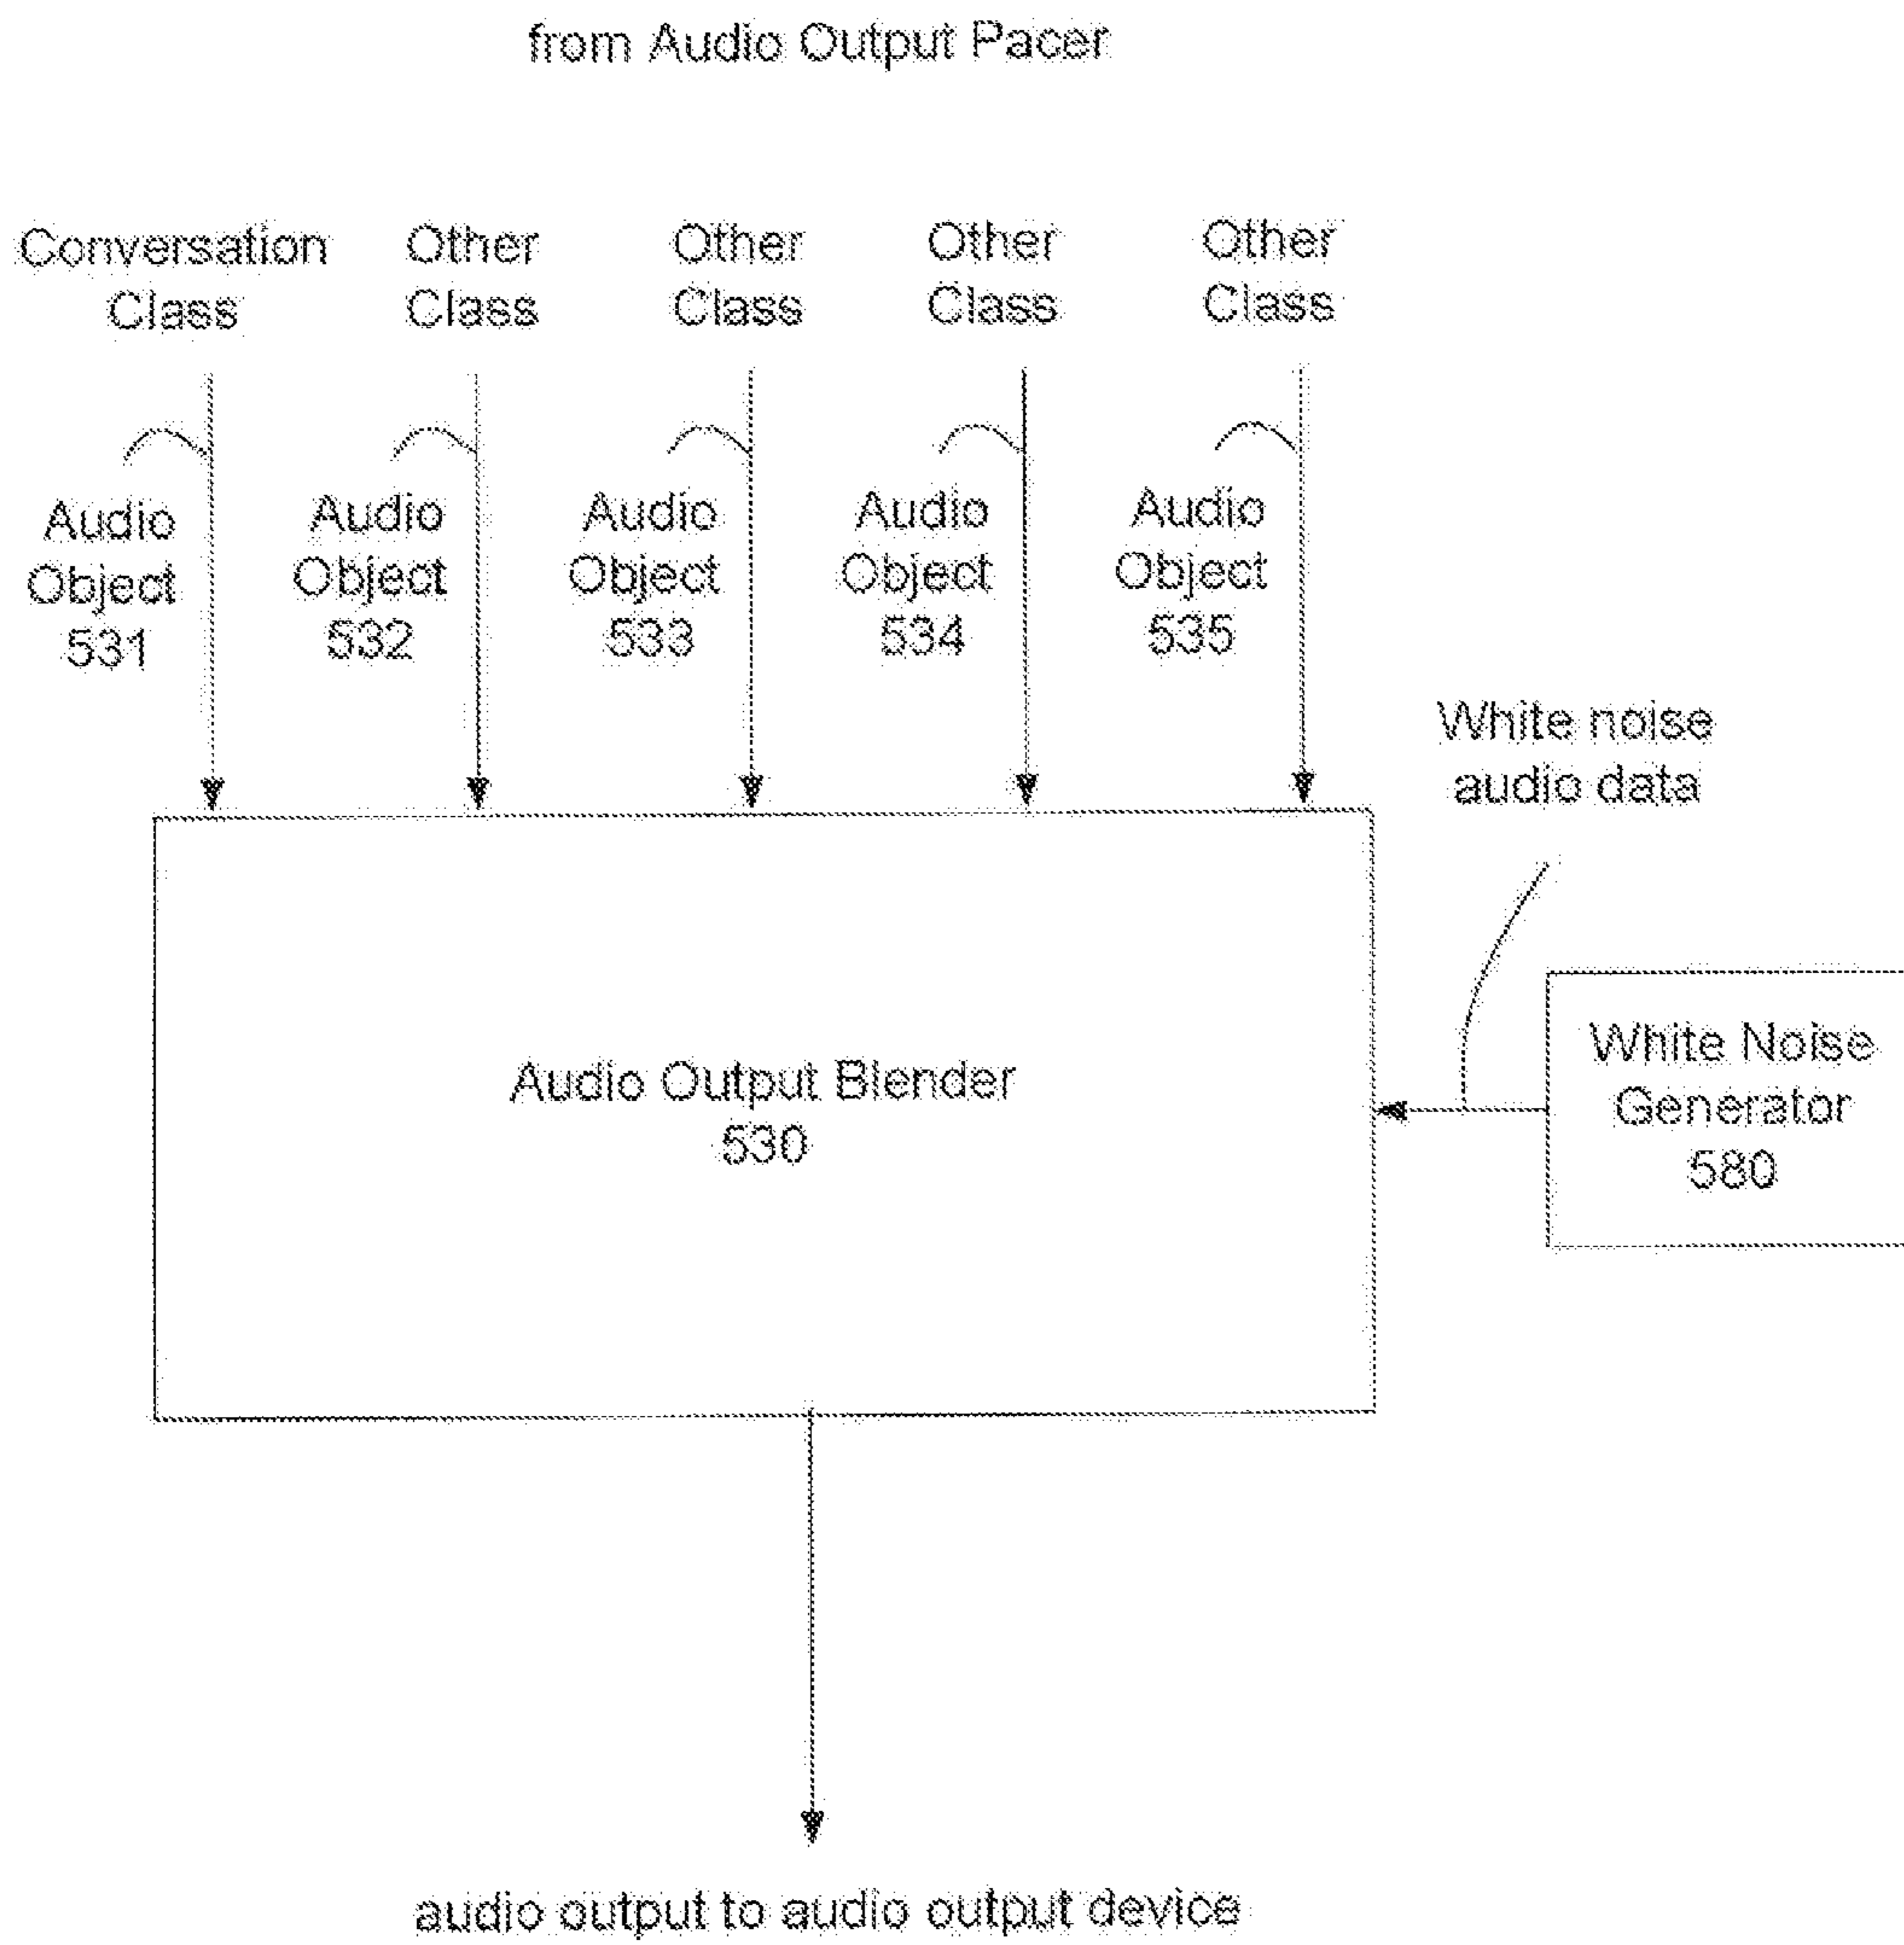 from Audio Output Pacer
Conversation
Class
Other
Class
Other
Class
Other
Class
Other
Class
Audio
Object
531
Audio
Object
532
Audio
Object
533
Audio
Object
534
Audio
Object
535
White noise
audio data
Audio Output Blender
530
White Noise
Generator
580
audio output to audio output device